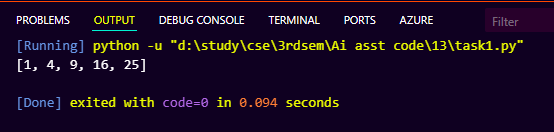 PROBLEMS OUTPUT DEBUG CONSOLE TERMINAL PORTS AZURE Filter
[Running] python -u "d:\study\cse\3rdsem\Ai asst code\13\task1.py"
[1, 4, 9, 16, 25]
[Done] exited with code=0 in 0.094 seconds